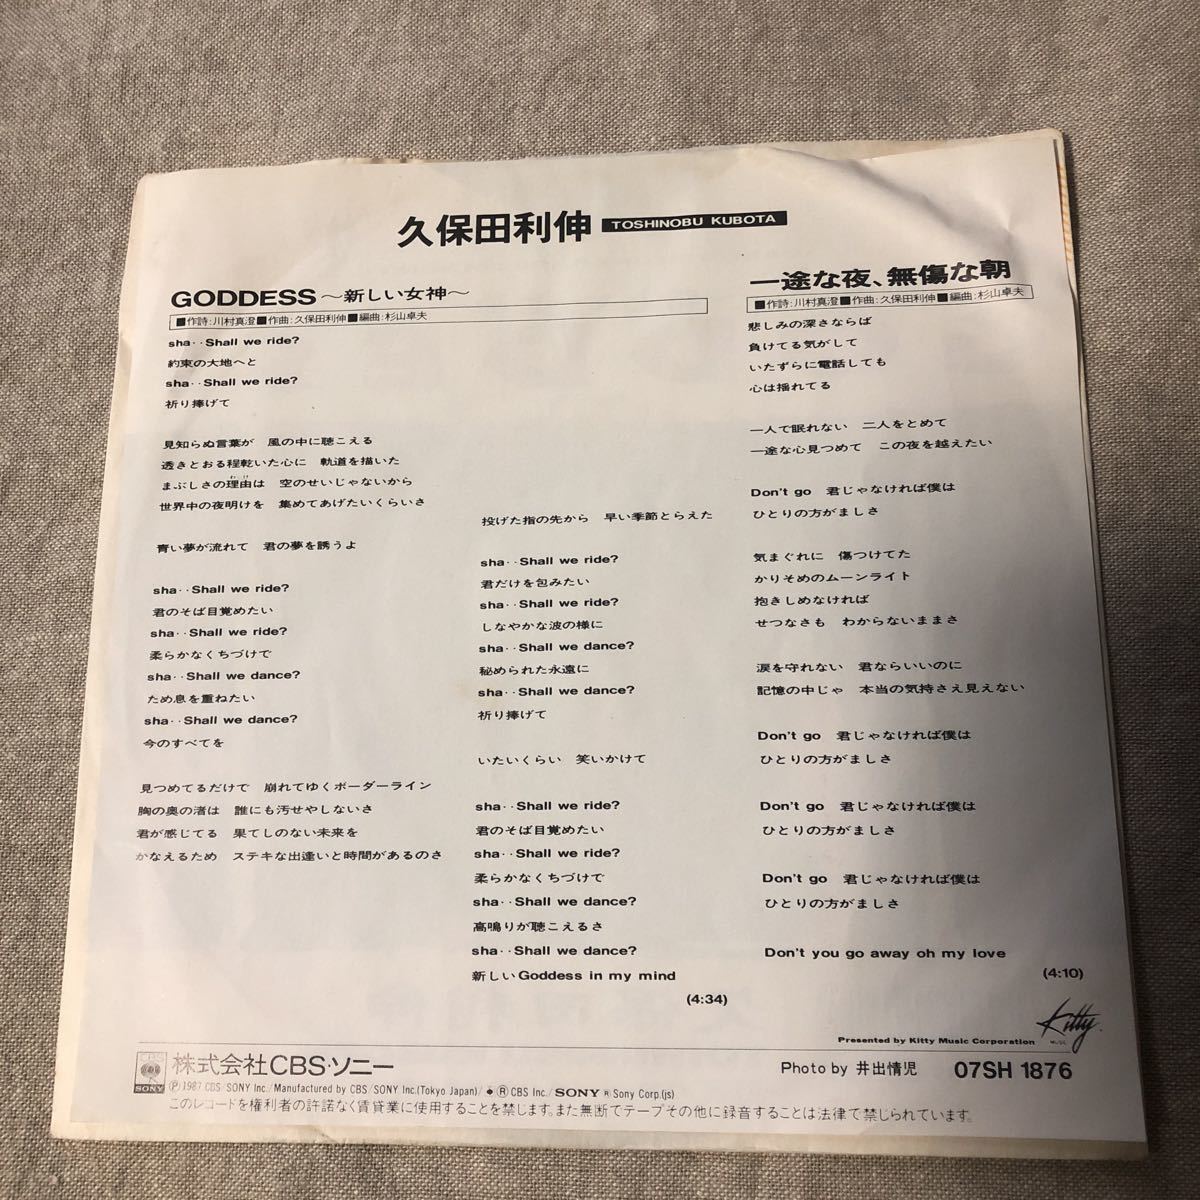 久保田利伸 TOSHINOBU KUBOTA
GODDESS ～新しい女神～
■作詩:川村真澄■作曲:久保田利伸■編曲:杉山卓夫
sha‥Shall we ride?
約束の大地へと
sha‥Shall we ride?
祈り捧げて
見知らぬ言葉が 風の中に聴こえる
透きとおる程乾いた心に 軌道を描いた
まぶしさの理由は 空のせいじゃないから
わけ
世界中の夜明けを 集めてあげたいくらいさ
青い夢が流れて 君の夢を誘うよ
sha‥Shall we ride?
君のそば目覚めたい
sha‥Shall we ride?
柔らかなくちづけで
sha‥Shall we dance?
ため息を重ねたい
sha‥Shall we dance?
今のすべてを
見つめてるだけで 崩れてゆくボーダーライン
胸の奥の渚は 誰にも汚せやしないさ
君が感じてる 果てしのない未来を
かなえるため ステキな出逢いと時間があるのさ
投げた指の先から 早い季節とらえた
sha‥Shall we ride?
君だけを包みたい
sha‥Shall we ride?
しなやかな波の様に
sha‥Shall we dance?
秘められた永遠に
sha‥Shall we dance?
祈り捧げて
いたいくらい 笑いかけて
sha‥Shall we ride?
君のそば目覚めたい
sha‥Shall we ride?
柔らかなくちづけで
sha‥Shall we dance?
高鳴りが聴こえるさ
sha‥Shall we dance?
新しいGoddess in my mind
(4:34)
一途な夜、無傷な朝
■作詩:川村真澄■作曲:久保田利伸■編曲:杉山卓夫
悲しみの深さならば
負けてる気がして
いたずらに電話しても
心は揺れてる
一人で眠れない 二人をとめて
一途な心見つめて この夜を越えたい
Don't go 君じゃなければ僕は
ひとりの方がましさ
気まぐれに 傷つけてた
かりそめのムーンライト
抱きしめなければ
せつなさも わからないままさ
涙を守れない 君ならいいのに
記憶の中じゃ 本当の気持さえ見えない
Don't go 君じゃなければ僕は
ひとりの方がましさ
Don't go 君じゃなければ僕は
ひとりの方がましさ
Don't go 君じゃなければ僕は
ひとりの方がましさ
Don't you go away oh my love
(4:10)
Kitty
MUSIC
Presented by Kitty Music Corporation
CBS
SONY
株式会社CBS・ソニー
Photo by 井出情児 07SH 1876
Ⓟ1987 CBS/SONY Inc./Manufactured by CBS/SONY Inc.(Tokyo Japan)/ ® CBS Inc./SONY ® Sony Corp.(js)
このレコードを権利者の許諾なく賃貸業に使用することを禁じます。また無断でテープその他に録音することは法律で禁じられています。